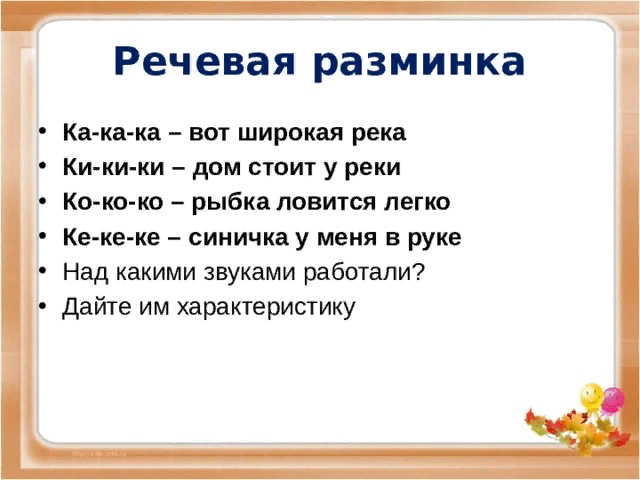 Речевая разминка
• Ка-ка-ка – вот широкая река
• Ки-ки-ки – дом стоит у реки
• Ко-ко-ко – рыбка ловится легко
• Ке-ке-ке – синичка у меня в руке
• Над какими звуками работали?
• Дайте им характеристику